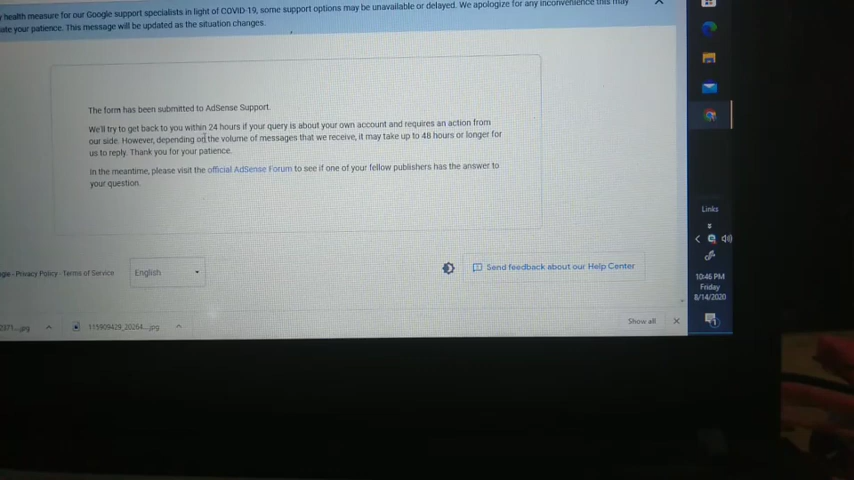 health measure for our Google support specialists in light of COVID-19, some support options may be unavailable or delayed. We apologize for any inconvenience this may
your patience. This message will be updated as the situation changes.
The form has been submitted to AdSense Support.
We'll try to get back to you within 24 hours if your query is about your own account and requires an action from
our side. However, depending on the volume of messages that we receive, it may take up to 48 hours or longer for
us to reply. Thank you for your patience.
In the meantime, please visit the official AdSense Forum to see if one of your fellow publishers has the answer to
your question.
Privacy Policy · Terms of Service
English
Send feedback about our Help Center
Links
10:46 PM
Friday
8/14/2020
1
2371....jpg
115909429_20264....jpg
Show all